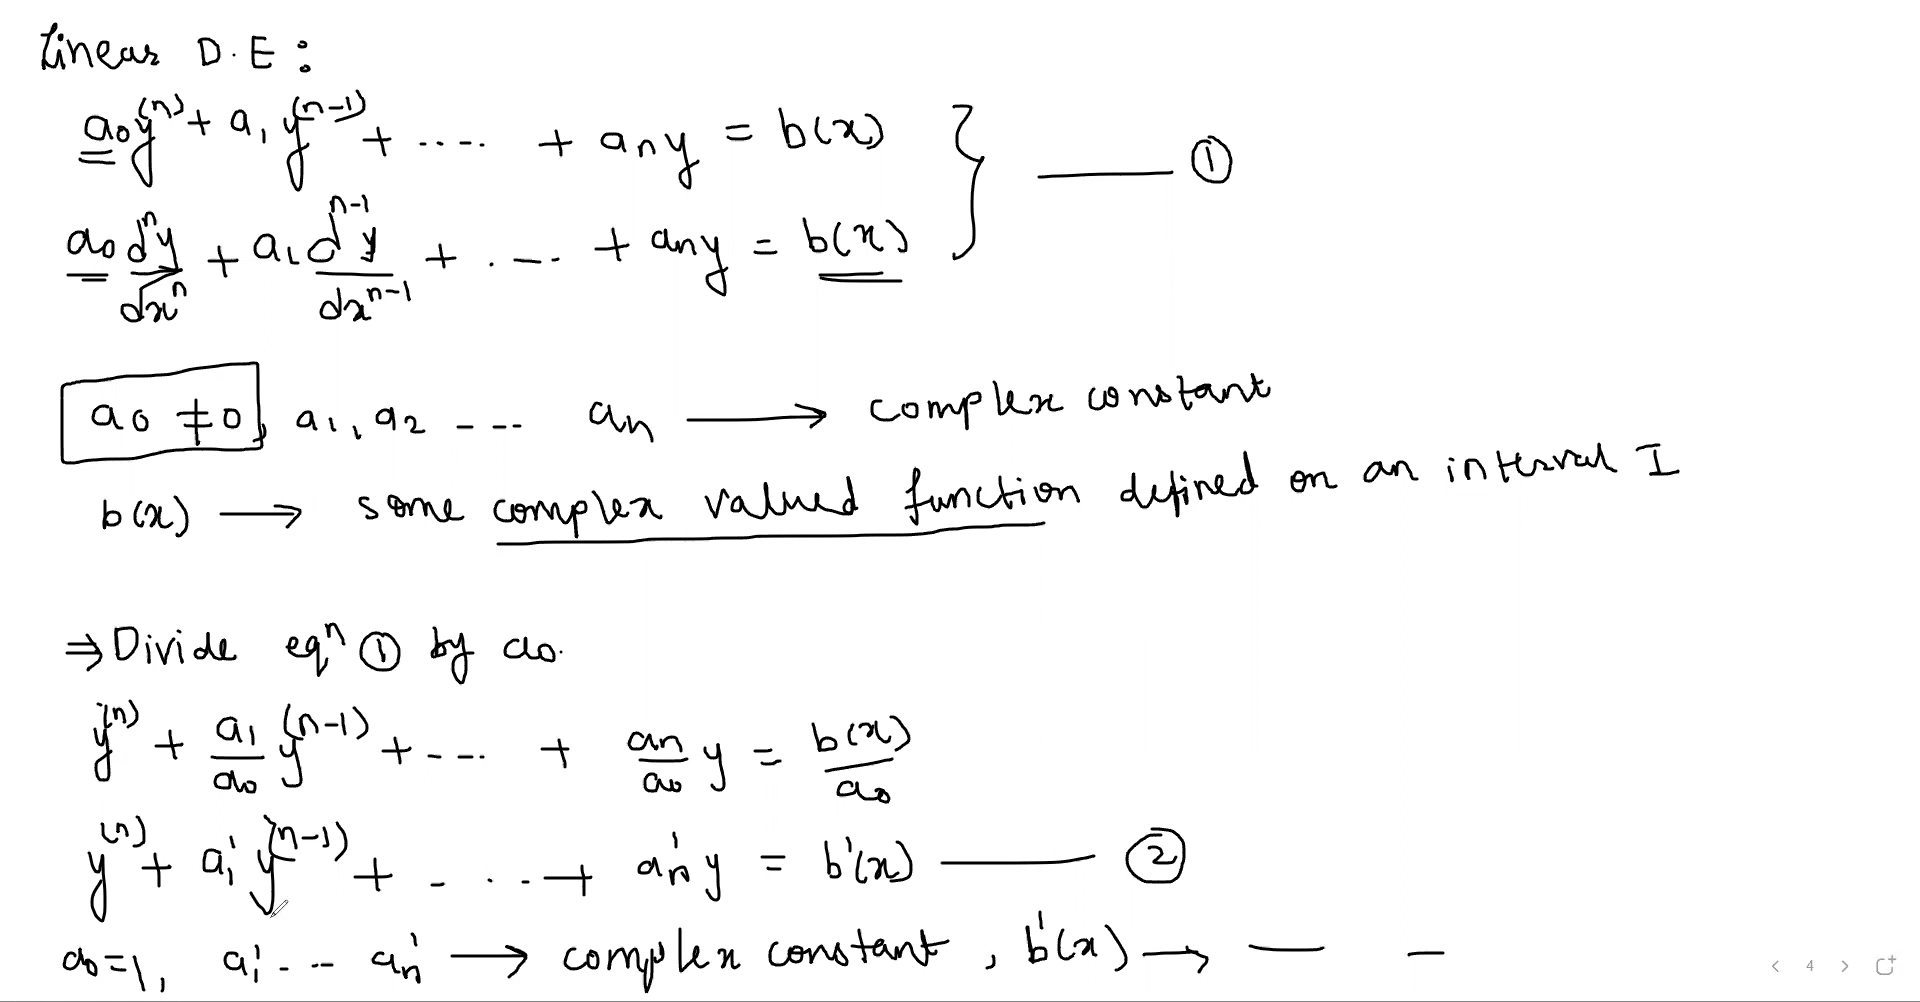 Linear D.E :
a₀y⁽ⁿ⁾ + a₁ y⁽ⁿ⁻¹⁾ + ..... + aₙy = b(x)
a₀ dⁿy/dxⁿ + a₁ dⁿ⁻¹y/dxⁿ⁻¹ + . --- + aₙy = b(x) } —— ①
a₀ ≠ 0, a₁, a₂ --- aₙ → complex constant
b(x) → some complex valued function defined on an interval I
⇒ Divide eqⁿ ① by a₀.
y⁽ⁿ⁾ + a₁/a₀ y⁽ⁿ⁻¹⁾ + ---- + aₙ/a₀ y = b(x)/a₀
y⁽ⁿ⁾ + a₁' y⁽ⁿ⁻¹⁾ + - ... + aₙ' y = b'(x) —— ②
a₀ = 1, a₁' - -- aₙ' → complex constant, b'(x) → — —
< 4 >